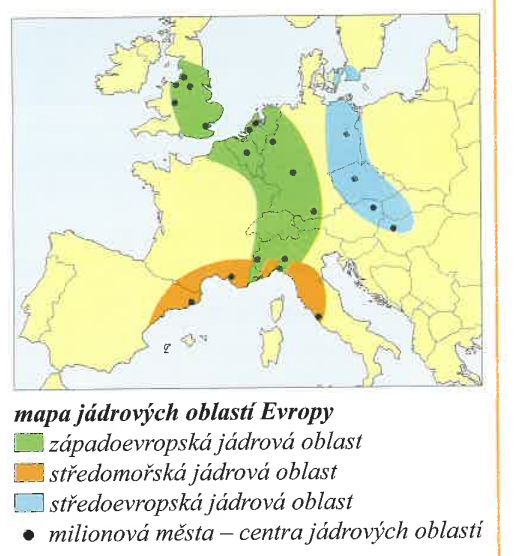 mapa jádrových oblastí Evropy
západoevropská jádrová oblast
středomořská jádrová oblast
středoevropská jádrová oblast
milionová města – centra jádrových oblastí